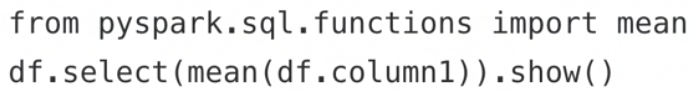 from pyspark.sql.functions import mean
df.select(mean(df.column1)).show()